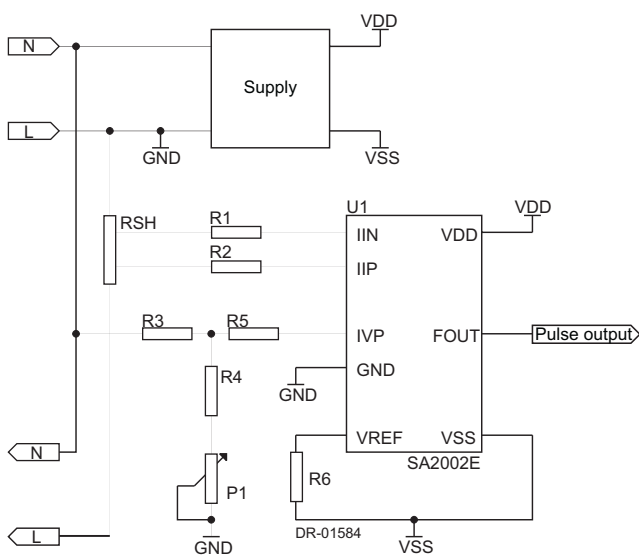 N
VDD
Supply
L
GND
VSS
U1
RSH
R1
IIN
VDD
VDD
R2
IIP
R3
R5
IVP
FOUT
Pulse output
R4
GND
GND
N
VREF
VSS
P1
R6
SA2002E
L
GND
DR-01584
VSS